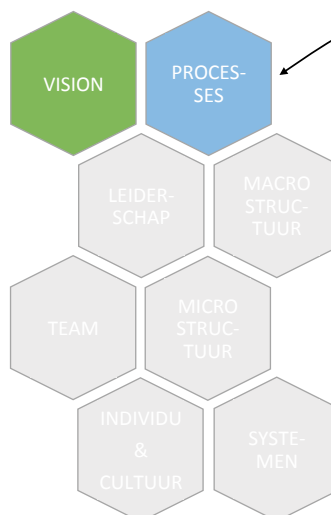 VISION
PROCES-
SES
LEIDER-
SCHAP
MACRO
STRUC-
TUUR
TEAM
MICRO
STRUC-
TUUR
INDIVIDU
&
CULTUUR
SYSTE-
MEN